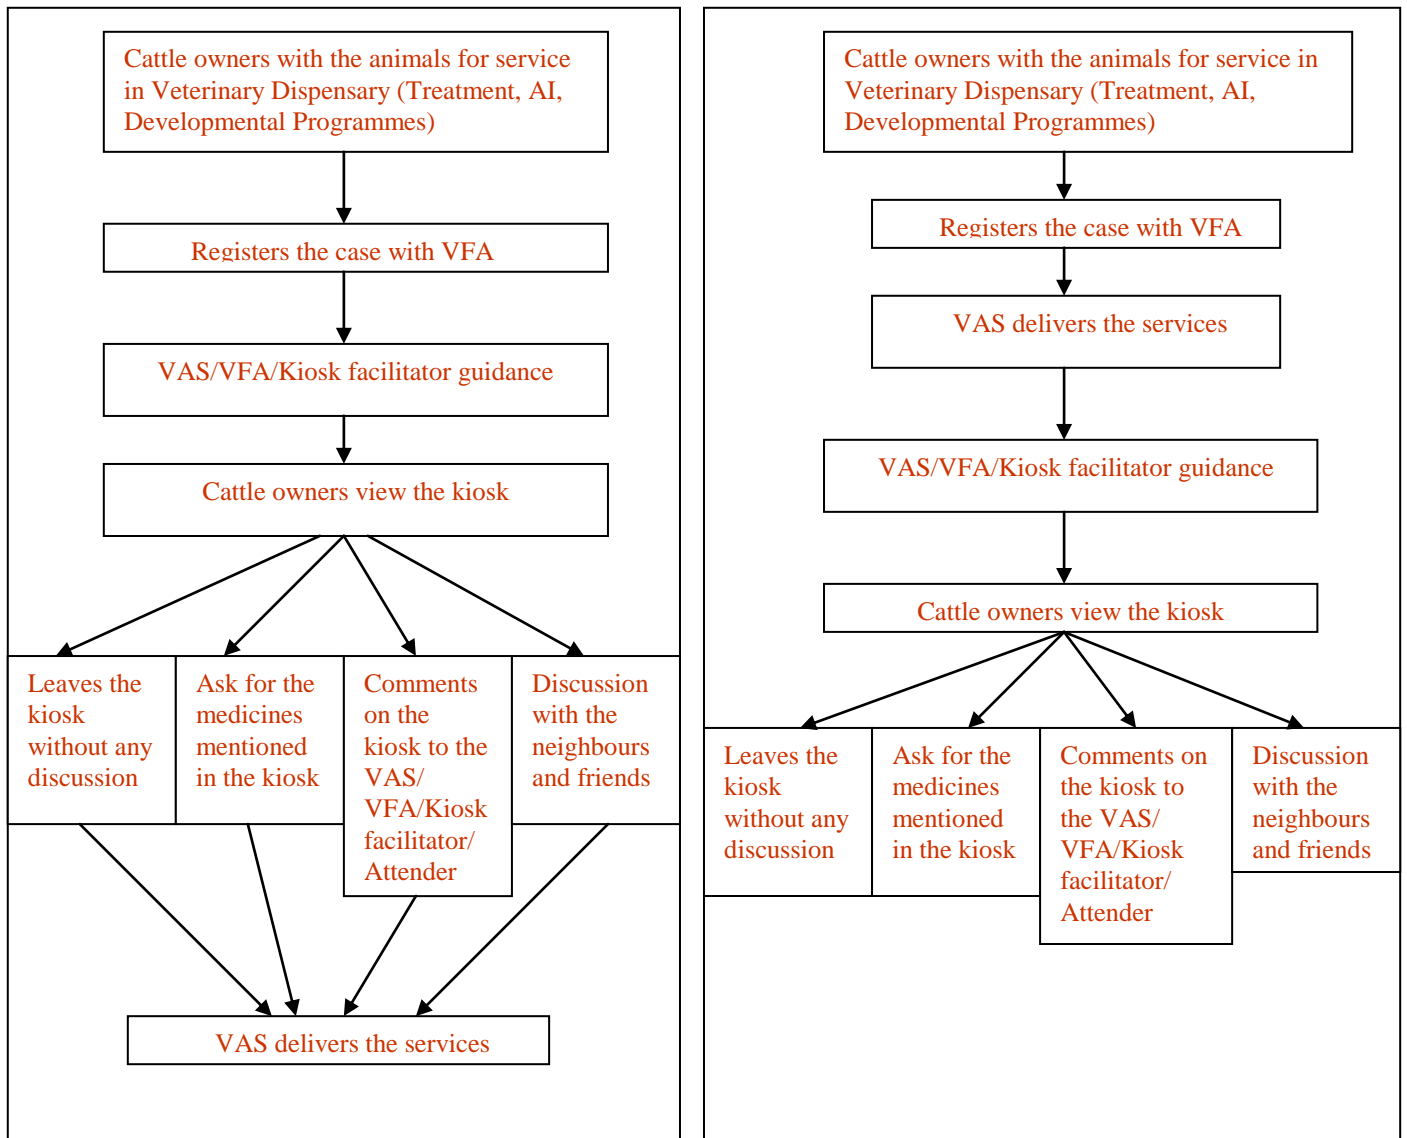 Cattle owners with the animals for service
in Veterinary Dispensary (Treatment, AI,
Developmental Programmes)
Registers the case with VFA
VAS/VFA/Kiosk facilitator guidance
Cattle owners view the kiosk
Leaves the
kiosk
without any
discussion
Ask for the
medicines
mentioned
in the kiosk
Comments
on the
kiosk to the
VAS/
VFA/Kiosk
facilitator/
Attender
Discussion
with the
neighbours
and friends
VAS delivers the services
Cattle owners with the animals for service in
Veterinary Dispensary (Treatment, AI,
Developmental Programmes)
Registers the case with VFA
VAS delivers the services
VAS/VFA/Kiosk facilitator guidance
Cattle owners view the kiosk
Leaves the
kiosk
without any
discussion
Ask for the
medicines
mentioned
in the kiosk
Comments on
the kiosk to
the VAS/
VFA/Kiosk
facilitator/
Attender
Discussion
with the
neighbours
and friends